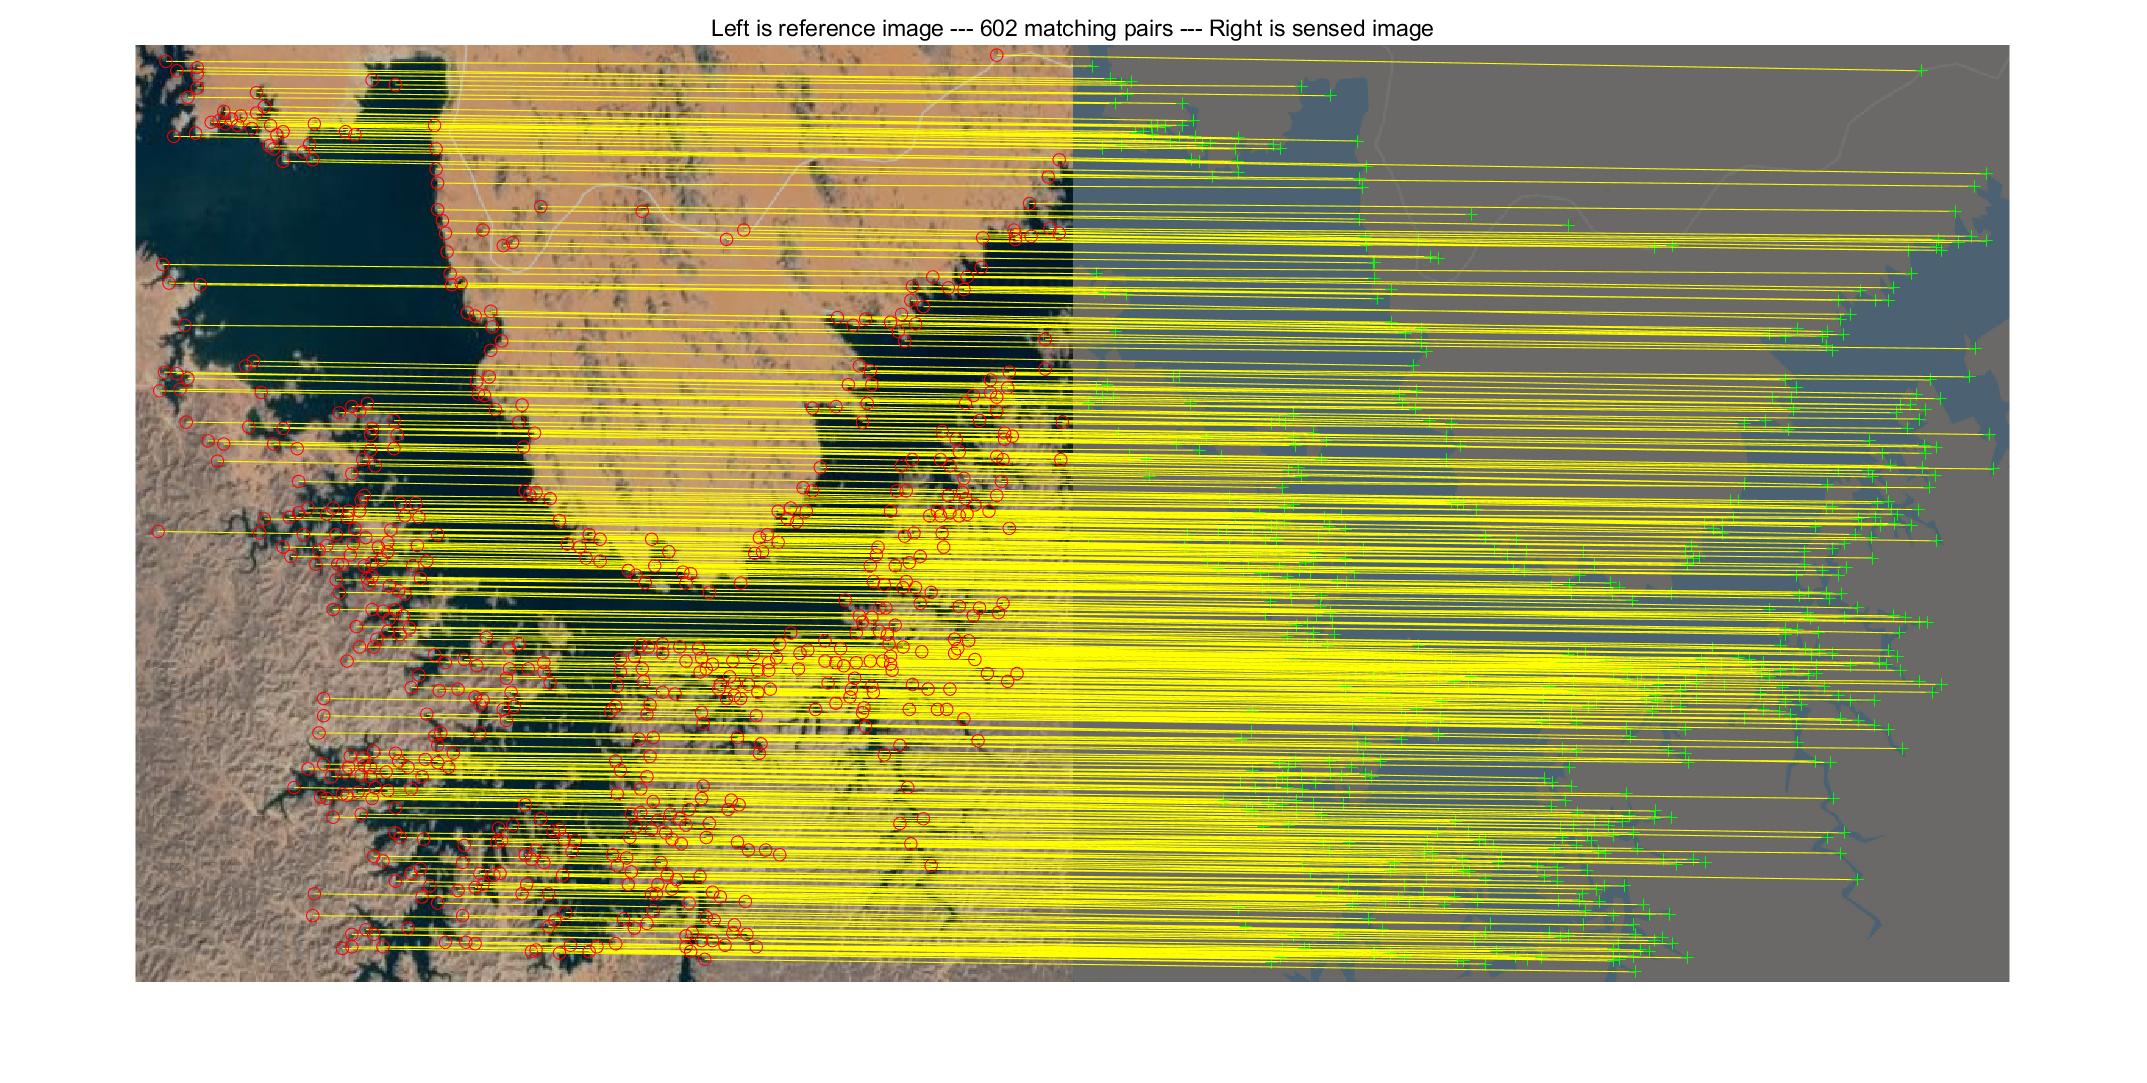 Left is reference image --- 602 matching pairs --- Right is sensed image